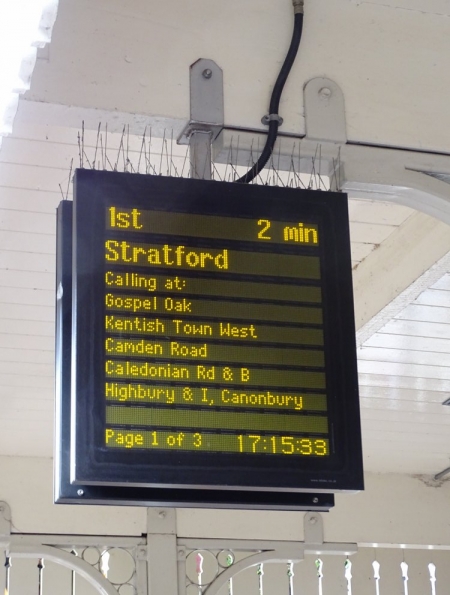 1st 2 min
Stratford
Calling at:
Gospel Oak
Kentish Town West
Camden Road
Caledonian Rd & B
Highbury & I, Canonbury
Page 1 of 3 17:15:33